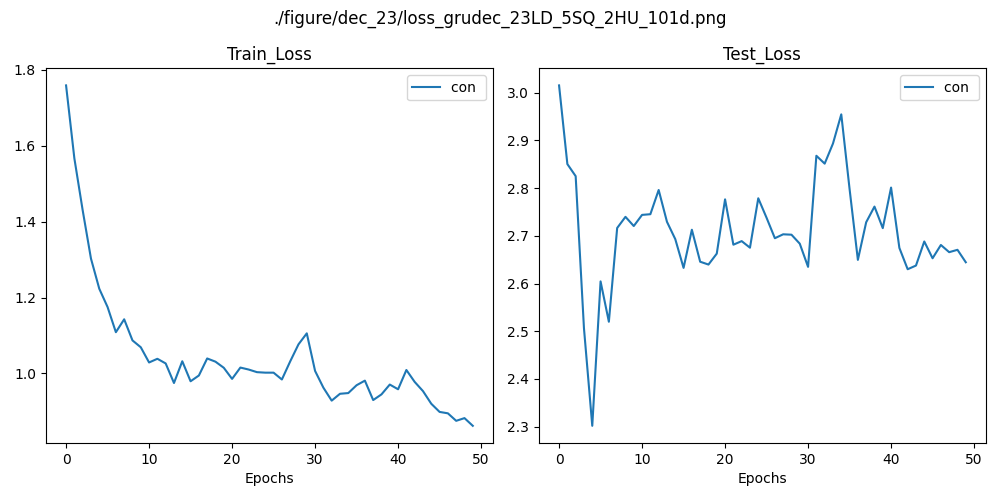 ./figure/dec_23/loss_grudec_23LD_5SQ_2HU_101d.png
Train_Loss
con
1.8
1.6
1.4
1.2
1.0
0 10 20 30 40 50
Epochs
Test_Loss
con
3.0
2.9
2.8
2.7
2.6
2.5
2.4
2.3
0 10 20 30 40 50
Epochs